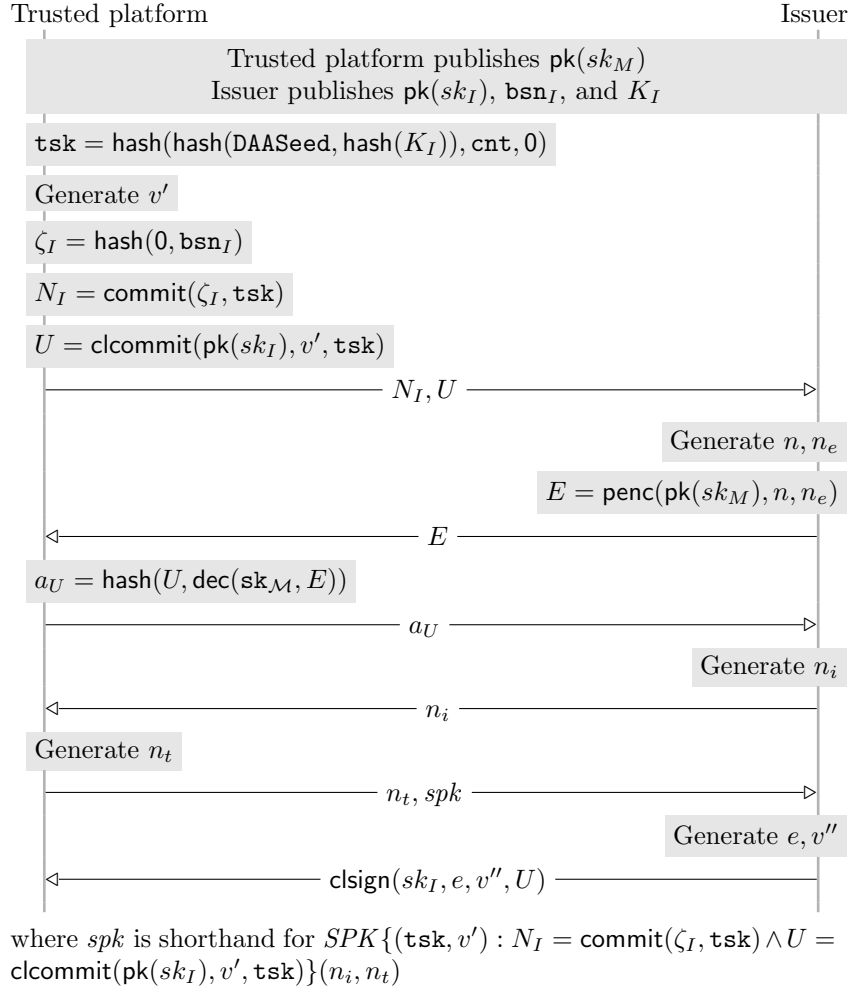 Trusted platform Issuer
Trusted platform publishes pk(sk_M)
Issuer publishes pk(sk_I), bsn_I, and K_I
tsk = hash(hash(DAASeed, hash(K_I)), cnt, 0)
Generate v′
ζ_I = hash(0, bsn_I)
N_I = commit(ζ_I, tsk)
U = clcommit(pk(sk_I), v′, tsk)
N_I, U
Generate n, n_e
E = penc(pk(sk_M), n, n_e)
E
a_U = hash(U, dec(sk_ℳ, E))
a_U
Generate n_i
n_i
Generate n_t
n_t, spk
Generate e, v″
clsign(sk_I, e, v″, U)
where spk is shorthand for SPK{(tsk, v′) : N_I = commit(ζ_I, tsk) ∧ U =
clcommit(pk(sk_I), v′, tsk)}(n_i, n_t)